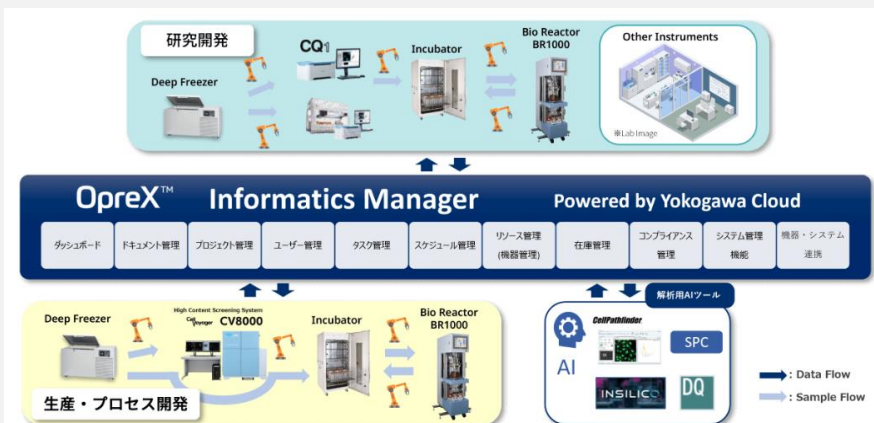 研究開発
Deep Freezer
CQ1
Incubator
Bio Reactor
BR1000
Other Instruments
※Lab Image
OpreX™ Informatics Manager Powered by Yokogawa Cloud
ダッシュボード
ドキュメント管理
プロジェクト管理
ユーザー管理
タスク管理
スケジュール管理
リソース管理
(機器管理)
在庫管理
コンプライアンス
管理
システム管理
機能
機器・システム
連携
Deep Freezer
High Content Screening System
CellVoyager CV8000
Incubator
Bio Reactor
BR1000
生産・プロセス開発
解析用AIツール
AI
CellPathfinder
SPC
INSILICO
DQ
: Data Flow
: Sample Flow